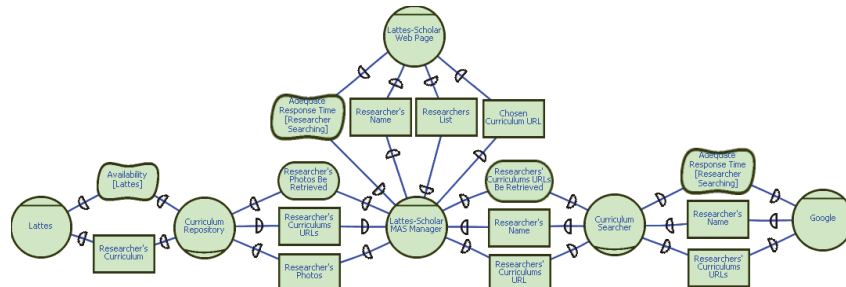 Lattes-Scholar
Web Page
Adequate
Response Time
[Researcher
Searching]
Researcher's
Name
Researchers
List
Chosen
Curriculum URL
Availability
[Lattes]
Researcher's
Photos Be
Retrieved
Researchers'
Curriculums URLs
Be Retrieved
Adequate
Response Time
[Researcher
Searching]
Lattes
Curriculum
Repository
Researcher's
Curriculums
URLs
Lattes-Scholar
MAS Manager
Researcher's
Name
Curriculum
Searcher
Researcher's
Name
Google
Researcher's
Curriculum
Researcher's
Photos
Researchers'
Curriculums
URL
Researchers'
Curriculums
URLs